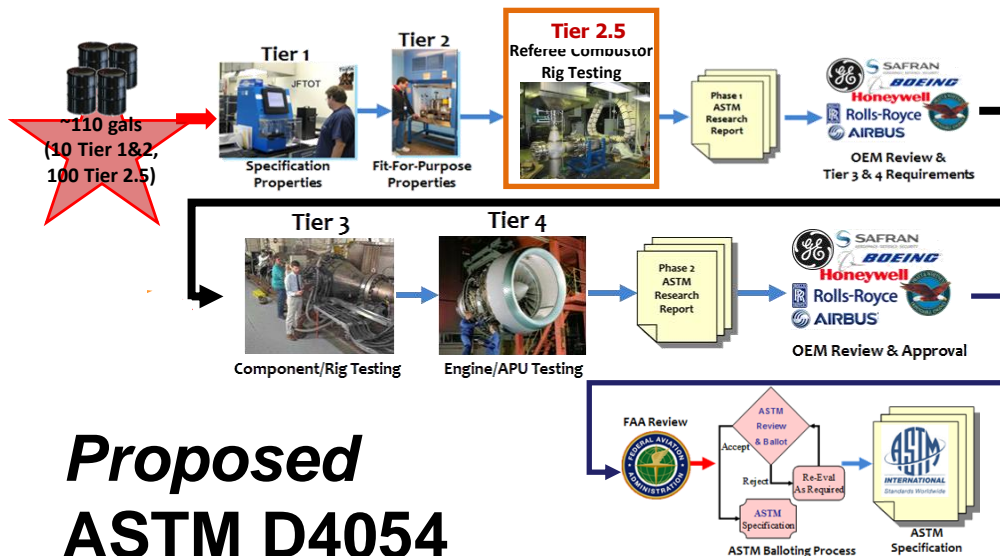 Tier 1
Tier 2
Tier 2.5
Referee Combustor
Rig Testing
JFTOT
~110 gals
(10 Tier 1&2,
100 Tier 2.5)
Specification
Properties
Fit-For-Purpose
Properties
Phase 1
ASTM
Research
Report
SAFRAN
BOEING
Honeywell
Rolls-Royce
AIRBUS
OEM Review &
Tier 3 & 4 Requirements
Tier 3
Tier 4
Component/Rig Testing
Engine/APU Testing
Phase 2
ASTM
Research
Report
GE
SAFRAN
BOEING
Honeywell
Rolls-Royce
AIRBUS
OEM Review & Approval
FAA Review
FEDERAL AVIATION
ADMINISTRATION
ASTM
Review
& Ballot
Accept
Reject
Re-Eval
As Required
ASTM
Specification
ASTM Balloting Process
ASTM
INTERNATIONAL
Standards Worldwide
ASTM
Specification
Proposed
ASTM D4054